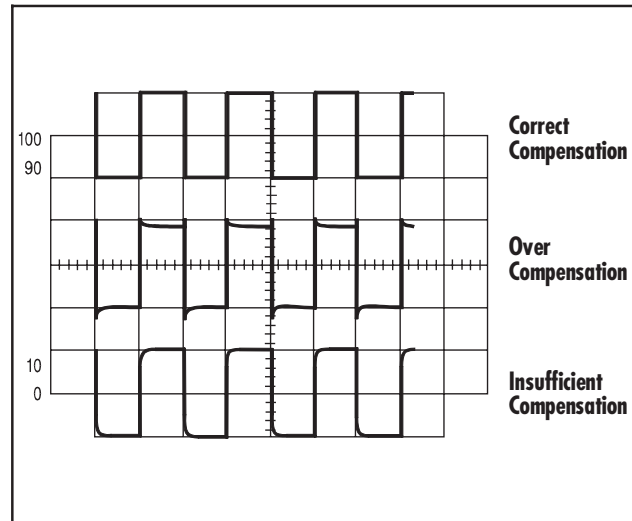 100
90
10
0
Correct
Compensation
Over
Compensation
Insufficient
Compensation